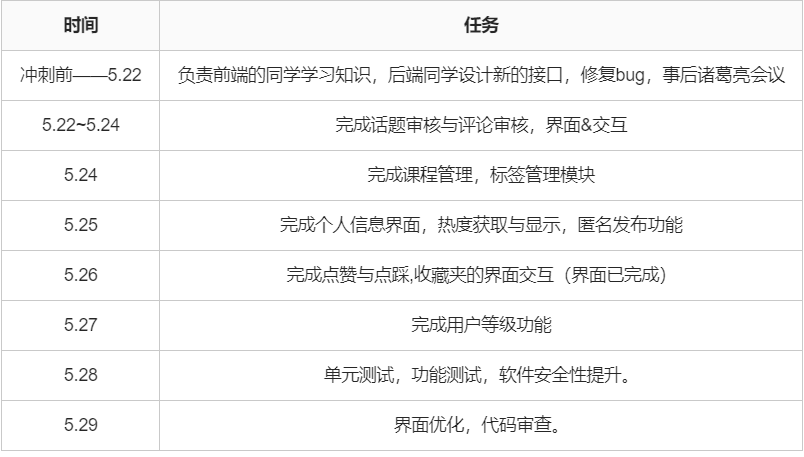 时间 任务
冲刺前——5.22 负责前端的同学学习知识，后端同学设计新的接口，修复bug，事后诸葛亮会议
5.22~5.24 完成话题审核与评论审核，界面&交互
5.24 完成课程管理，标签管理模块
5.25 完成个人信息界面，热度获取与显示，匿名发布功能
5.26 完成点赞与点踩,收藏夹的界面交互（界面已完成）
5.27 完成用户等级功能
5.28 单元测试，功能测试，软件安全性提升。
5.29 界面优化，代码审查。